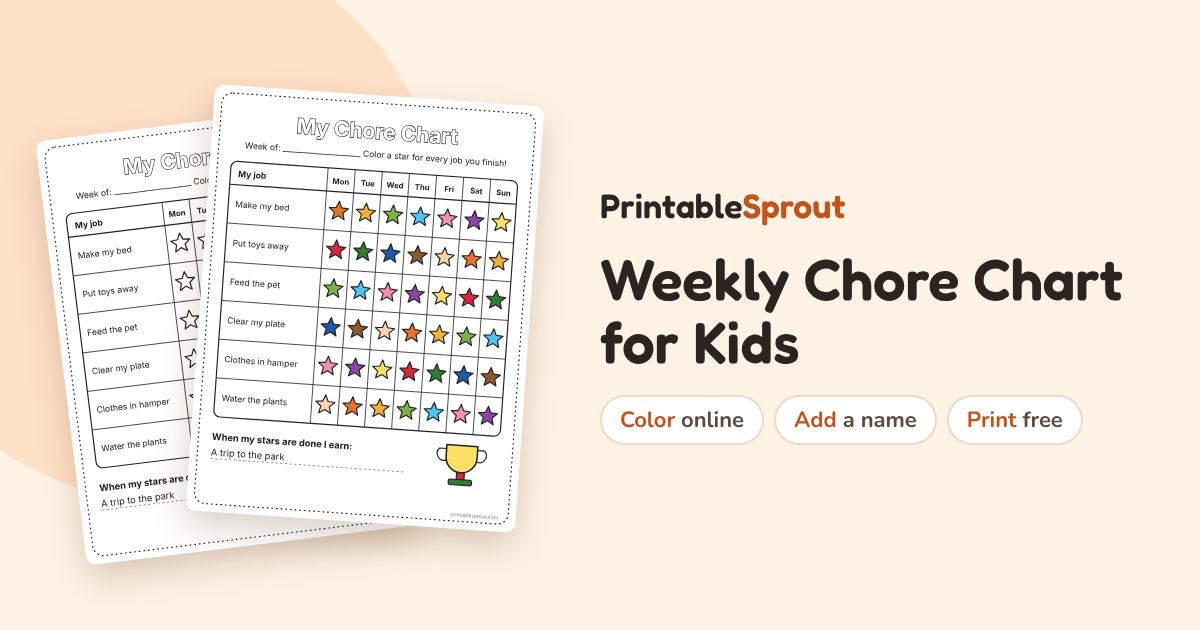 My Chore Chart
Week of: Color a star for every job you finish!
My job Mon Tue Wed Thu Fri Sat Sun
Make my bed
Put toys away
Feed the pet
Clear my plate
Clothes in hamper
Water the plants
When my stars are done I earn:
A trip to the park
printablesprout.com
My Chor
Week of: Colo
My job Mon Tu
Make my bed
Put toys away
Feed the pet
Clear my plate
Clothes in hamper
Water the plants
When my stars are
A trip to the park
PrintableSprout
Weekly Chore Chart
for Kids
Color online
Add a name
Print free